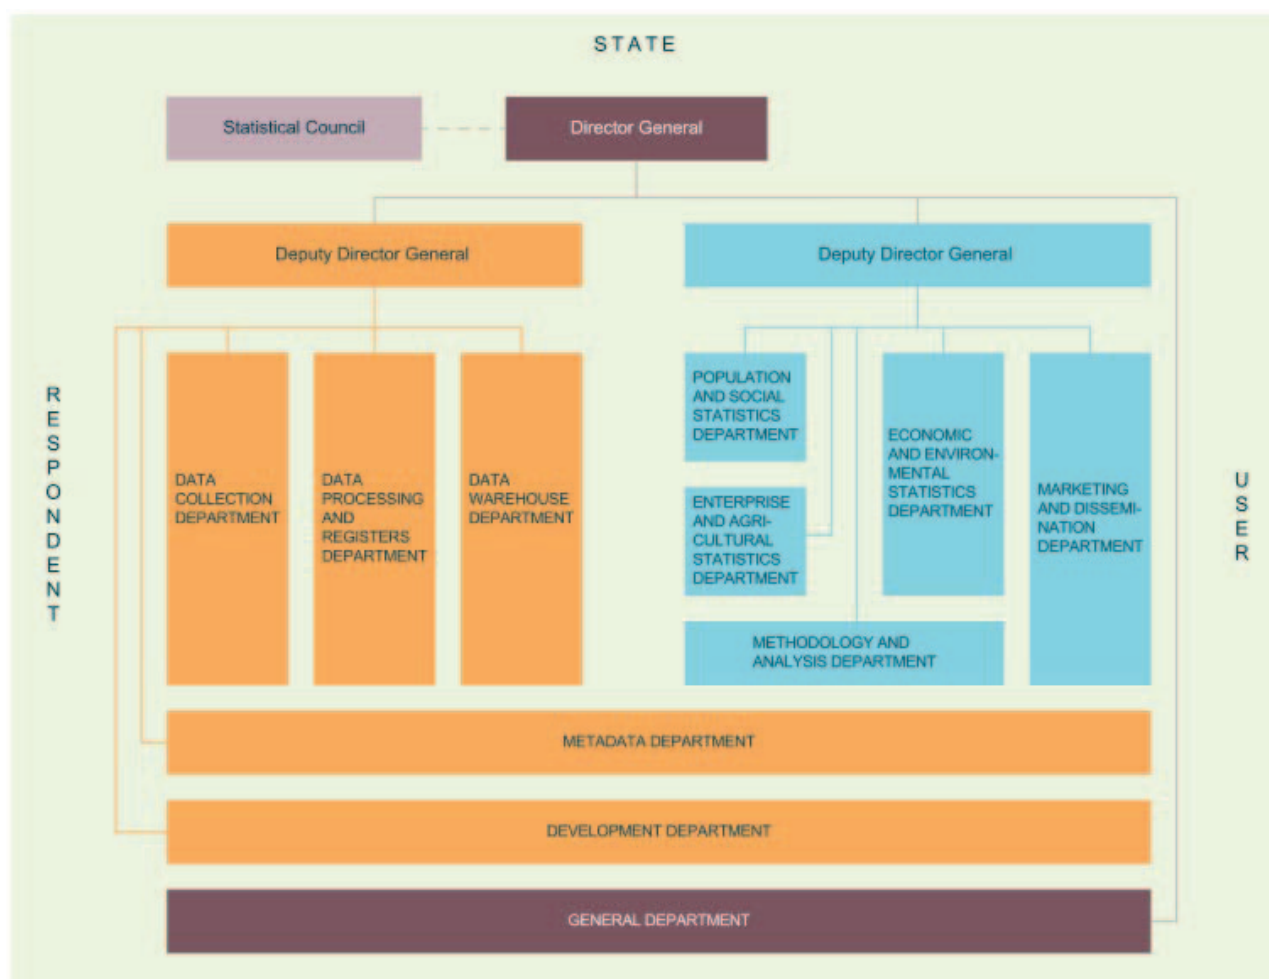 STATE
Statistical Council
Director General
Deputy Director General
Deputy Director General
RESPONDENT
DATA
COLLECTION
DEPARTMENT
DATA
PROCESSING
AND
REGISTERS
DEPARTMENT
DATA
WAREHOUSE
DEPARTMENT
POPULATION
AND SOCIAL
STATISTICS
DEPARTMENT
ENTERPRISE
AND AGRI-
CULTURAL
STATISTICS
DEPARTMENT
ECONOMIC
AND ENVIRON-
MENTAL
STATISTICS
DEPARTMENT
MARKETING
AND DISSEMI-
NATION
DEPARTMENT
USER
METHODOLOGY AND
ANALYSIS DEPARTMENT
METADATA DEPARTMENT
DEVELOPMENT DEPARTMENT
GENERAL DEPARTMENT